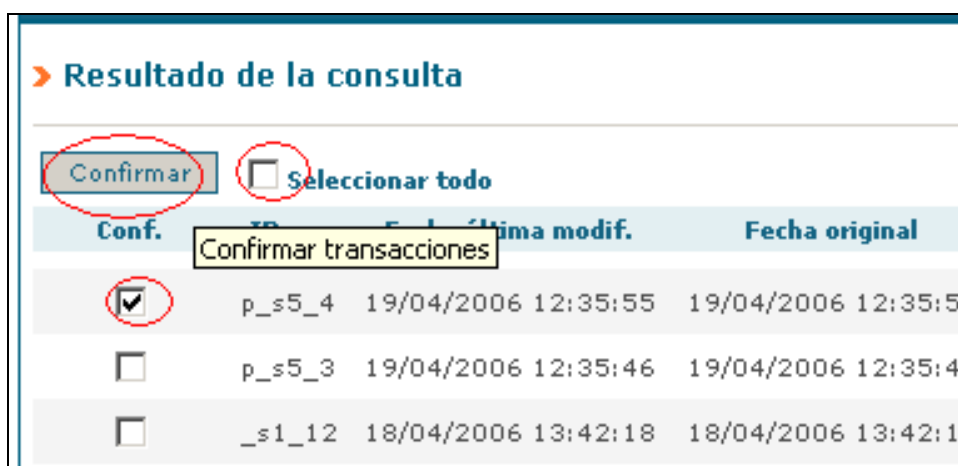 Resultado de la consulta
Confirmar Seleccionar todo
Conf. ima modif. Fecha original
Confirmar transacciones
p_s5_4 19/04/2006 12:35:55 19/04/2006 12:35:5
p_s5_3 19/04/2006 12:35:46 19/04/2006 12:35:4
_s1_12 18/04/2006 13:42:18 18/04/2006 13:42:1